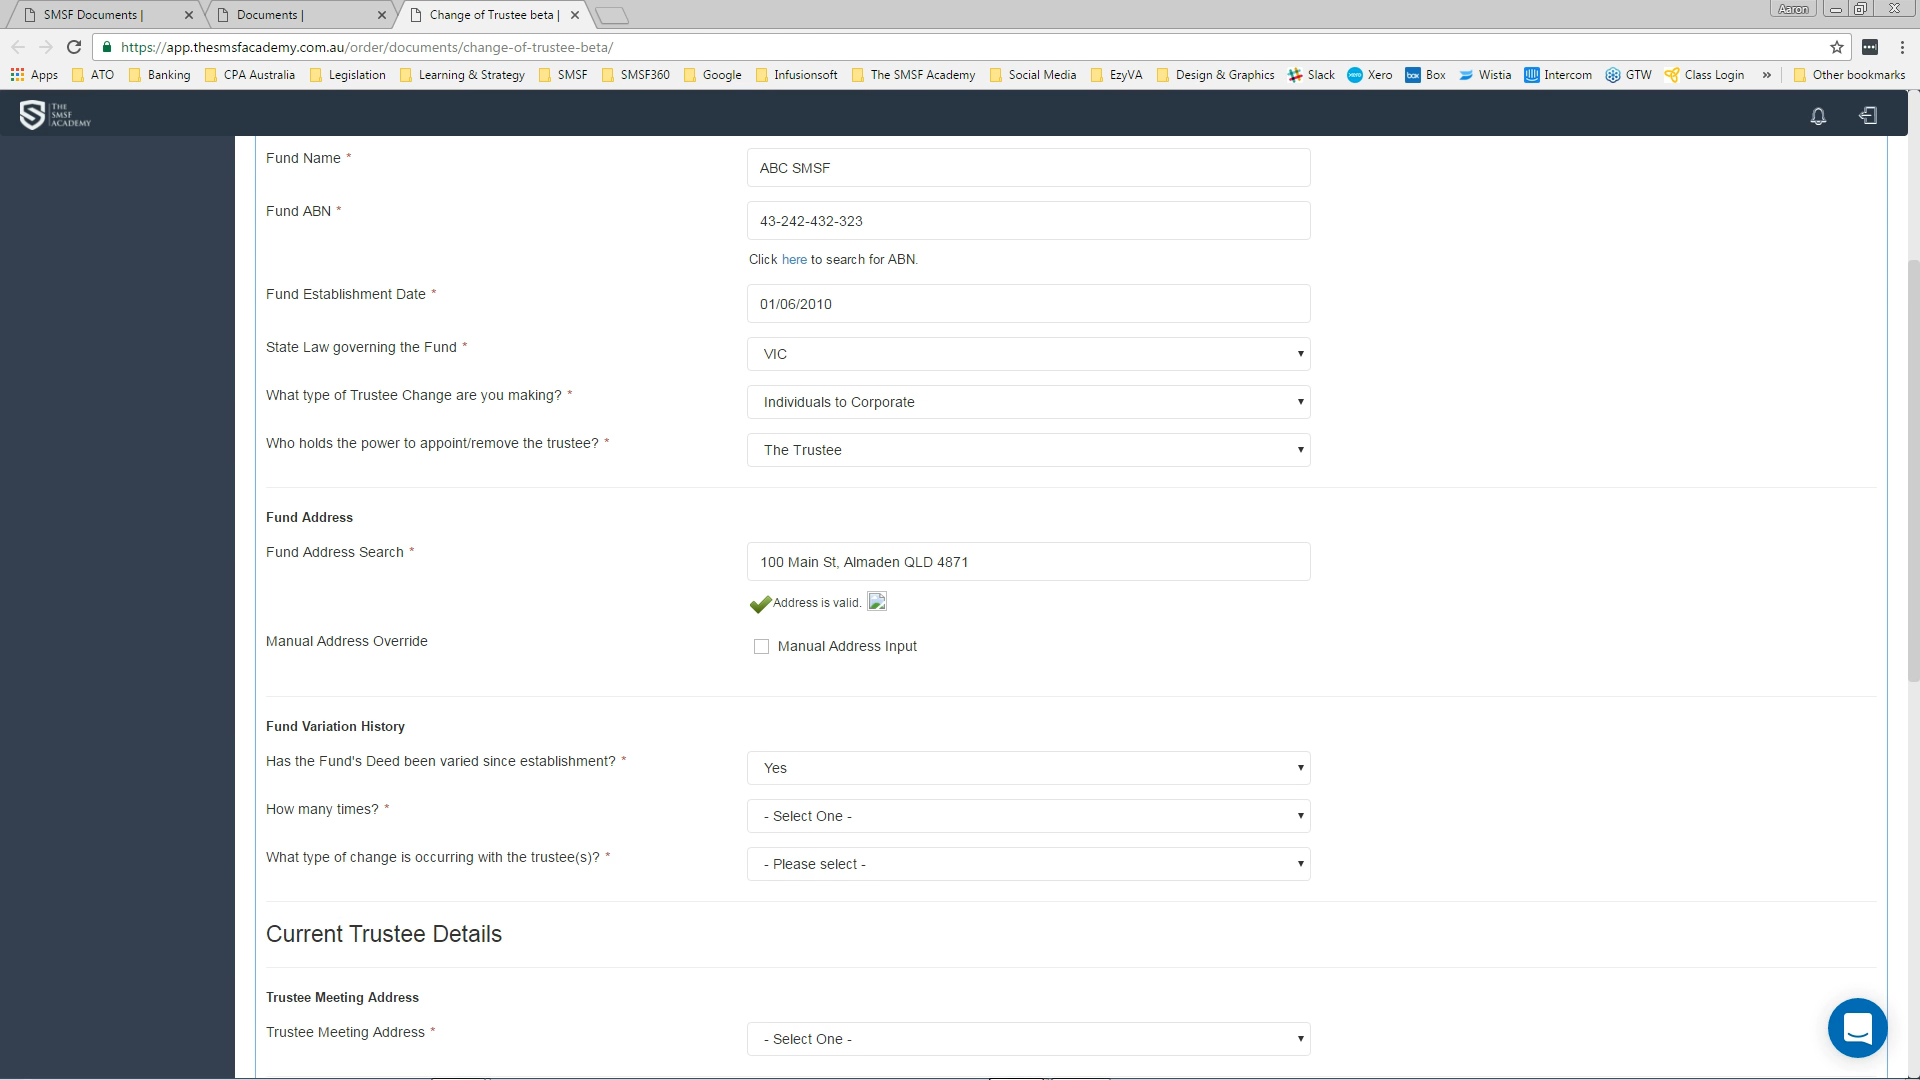 SMSF Documents |
Documents |
Change of Trustee beta |
Aaron
https://app.thesmsfacademy.com.au/order/documents/change-of-trustee-beta/
Apps ATO Banking CPA Australia Legislation Learning & Strategy SMSF SMSF360 Google Infusionsoft The SMSF Academy Social Media EzyVA Design & Graphics Slack xero Xero box Box Wistia Intercom GTW Class Login » Other bookmarks
THE
SMSF
ACADEMY
Fund Name *
ABC SMSF
Fund ABN *
43-242-432-323
Click here to search for ABN.
Fund Establishment Date *
01/06/2010
State Law governing the Fund *
VIC
What type of Trustee Change are you making? *
Individuals to Corporate
Who holds the power to appoint/remove the trustee? *
The Trustee
Fund Address
Fund Address Search *
100 Main St, Almaden QLD 4871
Address is valid.
Manual Address Override
Manual Address Input
Fund Variation History
Has the Fund's Deed been varied since establishment? *
Yes
How many times? *
- Select One -
What type of change is occurring with the trustee(s)? *
- Please select -
Current Trustee Details
Trustee Meeting Address
Trustee Meeting Address *
- Select One -